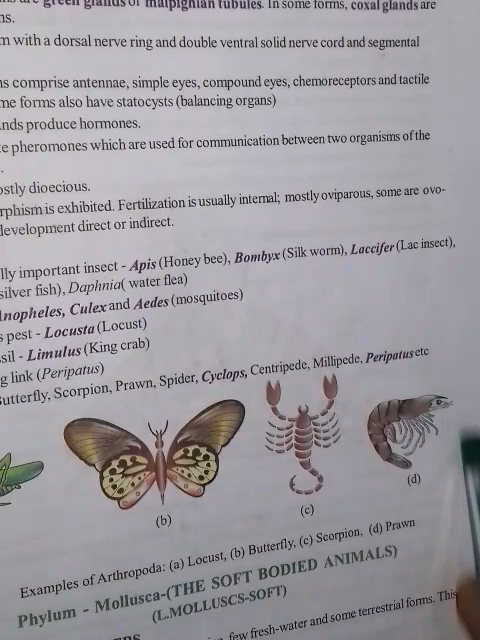 green glands or malpighian tubules. In some forms, coxal glands are
m with a dorsal nerve ring and double ventral solid nerve cord and segmental
comprise antennae, simple eyes, compound eyes, chemoreceptors and tactile
me forms also have statocysts (balancing organs)
nds produce hormones.
e pheromones which are used for communication between two organisms of the
ostly dioecious.
rphism is exhibited. Fertilization is usually internal; mostly oviparous, some are ovo-
development direct or indirect.
lly important insect - Apis (Honey bee), Bombyx (Silk worm), Laccifer (Lac insect),
silver fish), Daphnia( water flea)
Anopheles, Culex and Aedes (mosquitoes)
s pest - Locusta (Locust)
sil - Limulus (King crab)
g link (Peripatus)
Butterfly, Scorpion, Prawn, Spider, Cyclops, Centripede, Millipede, Peripatus etc
(b)
(c)
(d)
Examples of Arthropoda: (a) Locust, (b) Butterfly, (c) Scorpion, (d) Prawn
Phylum - Mollusca-(THE SOFT BODIED ANIMALS)
(L.MOLLUSCS-SOFT)
few fresh-water and some terrestrial forms. This